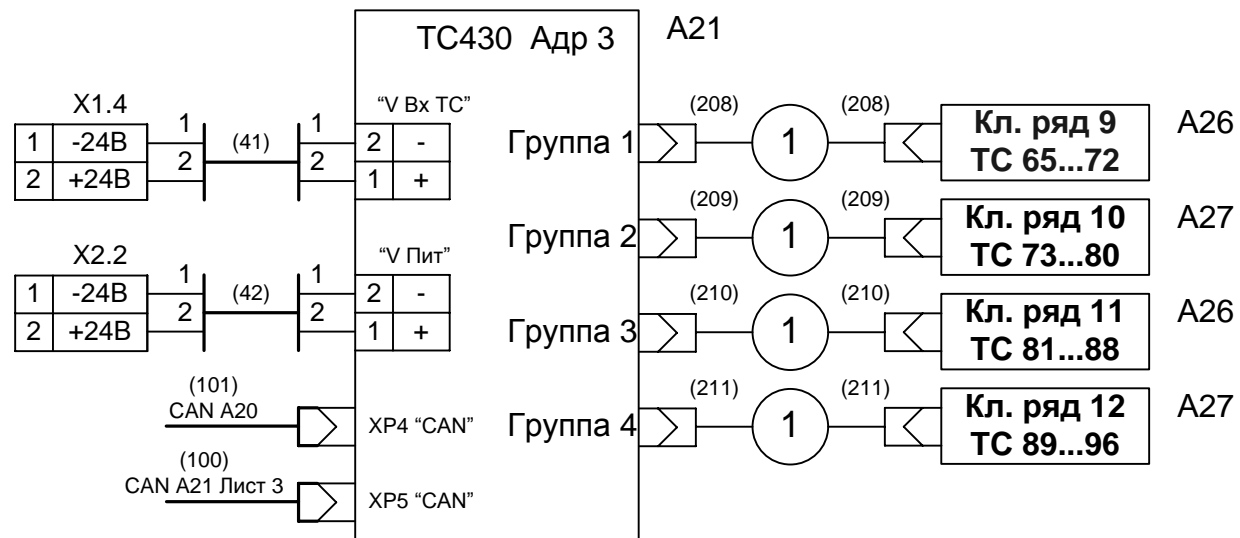 ТС430 Адр 3
А21
Х1.4
1 -24В
2 +24В
1
2
(41)
1
2
“V Вх ТС”
2 -
1 +
Группа 1
(208)
1
(208)
Кл. ряд 9
ТС 65...72
А26
Группа 2
(209)
1
(209)
Кл. ряд 10
ТС 73...80
А27
Х2.2
1 -24В
2 +24В
1
2
(42)
1
2
“V Пит”
2 -
1 +
Группа 3
(210)
1
(210)
Кл. ряд 11
ТС 81...88
А26
(101)
CAN A20
XP4 “CAN”
Группа 4
(211)
1
(211)
Кл. ряд 12
ТС 89...96
А27
(100)
CAN A21 Лист 3
XP5 “CAN”